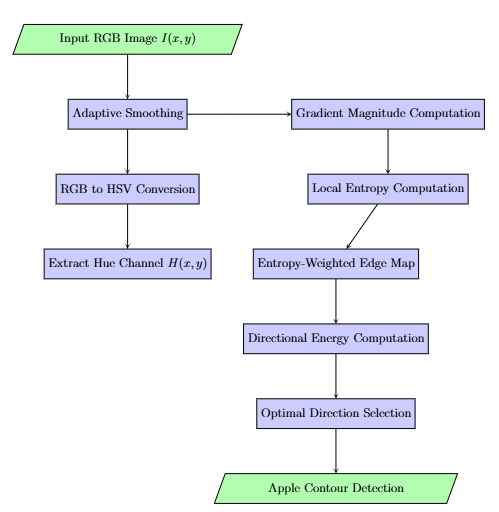 Input RGB Image I(x, y)
Adaptive Smoothing
Gradient Magnitude Computation
RGB to HSV Conversion
Local Entropy Computation
Extract Hue Channel H(x, y)
Entropy-Weighted Edge Map
Directional Energy Computation
Optimal Direction Selection
Apple Contour Detection